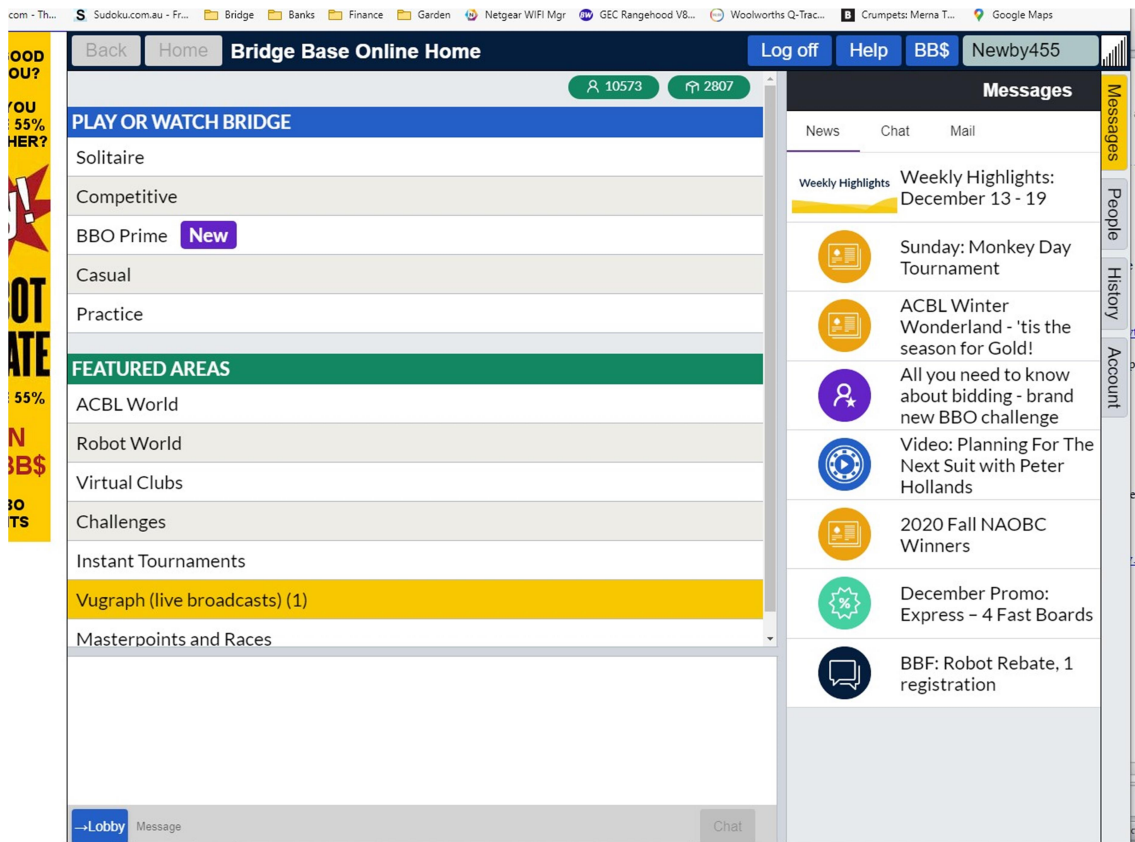 com - Th...
Sudoku.com.au - Fr...
Bridge
Banks
Finance
Garden
Netgear WIFI Mgr
GEC Rangehood V8...
Woolworths Q-Trac...
Crumpets: Merna T...
Google Maps
Back
Home
Bridge Base Online Home
Log off
Help
BB$
Newby455
10573
2807
PLAY OR WATCH BRIDGE
Solitaire
Competitive
BBO Prime New
Casual
Practice
FEATURED AREAS
ACBL World
Robot World
Virtual Clubs
Challenges
Instant Tournaments
Vugraph (live broadcasts) (1)
Masterpoints and Races
→Lobby
Message
Chat
Messages
News
Chat
Mail
Weekly Highlights
Weekly Highlights:
December 13 - 19
Sunday: Monkey Day
Tournament
ACBL Winter
Wonderland - 'tis the
season for Gold!
All you need to know
about bidding - brand
new BBO challenge
Video: Planning For The
Next Suit with Peter
Hollands
2020 Fall NAOBC
Winners
December Promo:
Express – 4 Fast Boards
BBF: Robot Rebate, 1
registration
Messages
People
History
Account
OOD
OU?
YOU
55%
HER?
y!
OT
ATE
55%
N
BB$
BO
TS